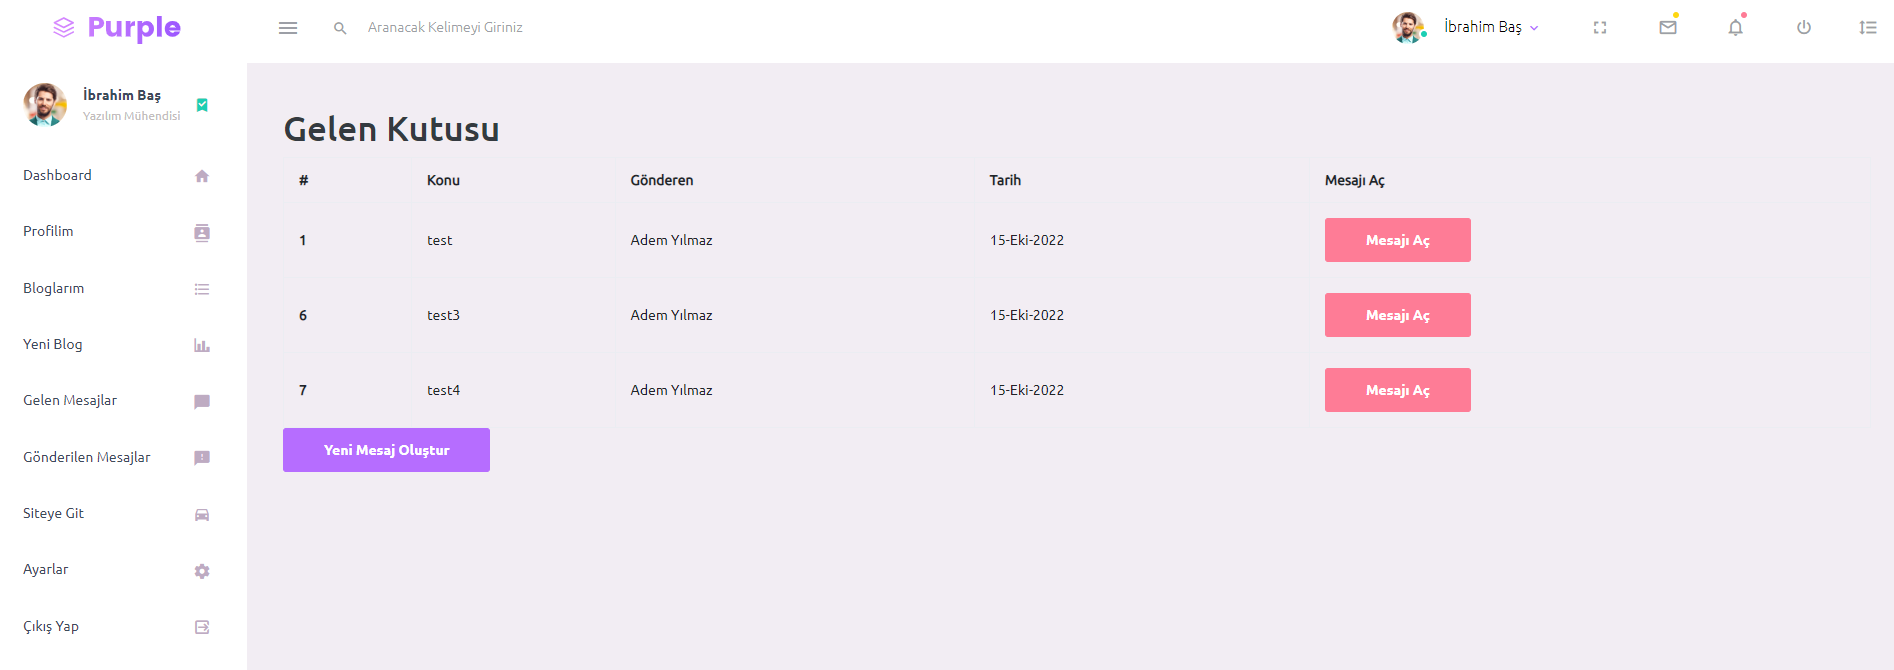 Purple
Aranacak Kelimeyi Giriniz
İbrahim Baş
İbrahim Baş
Yazılım Mühendisi
Dashboard
Profilim
Bloglarım
Yeni Blog
Gelen Mesajlar
Gönderilen Mesajlar
Siteye Git
Ayarlar
Çıkış Yap
Gelen Kutusu
# Konu Gönderen Tarih Mesajı Aç
1 test Adem Yılmaz 15-Eki-2022 Mesajı Aç
6 test3 Adem Yılmaz 15-Eki-2022 Mesajı Aç
7 test4 Adem Yılmaz 15-Eki-2022 Mesajı Aç
Yeni Mesaj Oluştur